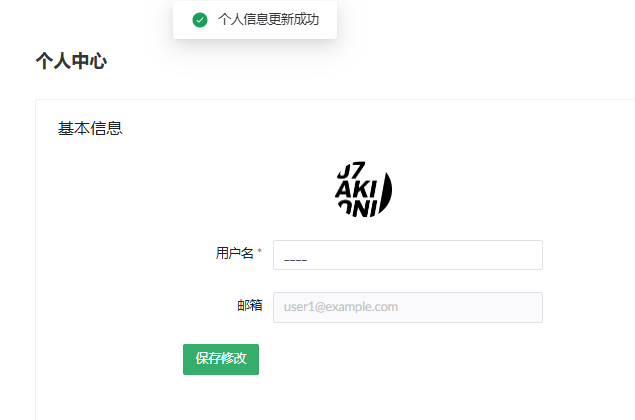 个人信息更新成功
个人中心
基本信息
J7
AKI
ONI
用户名 *
____
邮箱
user1@example.com
保存修改